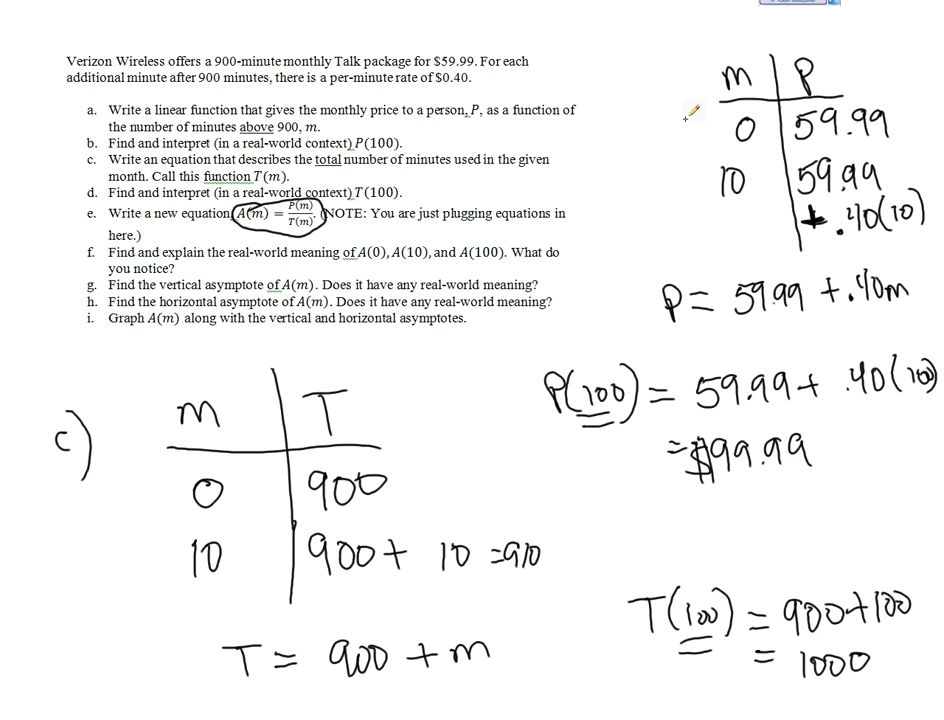 Verizon Wireless offers a 900-minute monthly Talk package for $59.99. For each
additional minute after 900 minutes, there is a per-minute rate of $0.40.
a. Write a linear function that gives the monthly price to a person, P, as a function of
the number of minutes above 900, m.
b. Find and interpret (in a real-world context) P(100).
c. Write an equation that describes the total number of minutes used in the given
month. Call this function T(m).
d. Find and interpret (in a real-world context) T(100).
e. Write a new equation A(m) = P(m)/T(m). (NOTE: You are just plugging equations in
here.)
f. Find and explain the real-world meaning of A(0), A(10), and A(100). What do
you notice?
g. Find the vertical asymptote of A(m). Does it have any real-world meaning?
h. Find the horizontal asymptote of A(m). Does it have any real-world meaning?
i. Graph A(m) along with the vertical and horizontal asymptotes.
m P
0 59.99
10 59.99
+ .40(10)
P = 59.99 + .40m
P(100) = 59.99 + .40(100)
= $99.99
c)
m T
0 900
10 900 + 10 = 910
T = 900 + m
T(100) = 900 + 100
= 1000